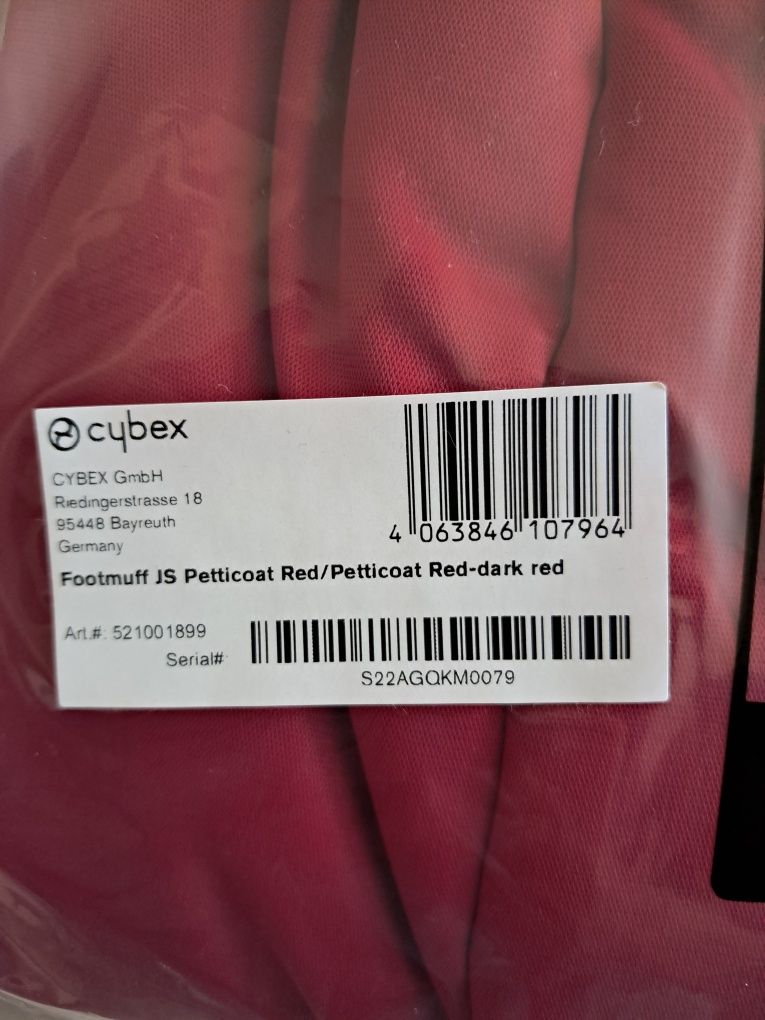 cybex
CYBEX GmbH
Riedingerstrasse 18
95448 Bayreuth
Germany
4 063846 107964
Footmuff JS Petticoat Red/Petticoat Red-dark red
Art.#: 521001899
Serial#:
S22AGQKM0079